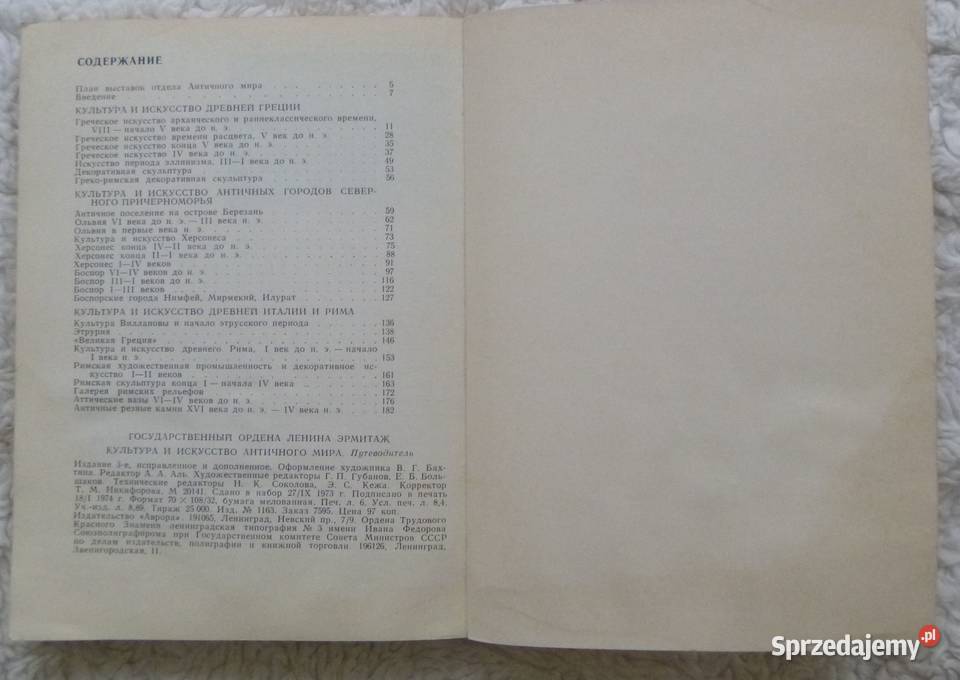 СОДЕРЖАНИЕ
План выставок отдела Античного мира . . . . . . . . . . 5
Введение . . . . . . . . . . 7
КУЛЬТУРА И ИСКУССТВО ДРЕВНЕЙ ГРЕЦИИ
Греческое искусство архаического и раннеклассического времени,
VIII — начало V века до н. э. . . . . . . . . . . 11
Греческое искусство времени расцвета, V век до н. э. . . . . . 28
Греческое искусство конца V века до н. э. . . . . . . . 35
Греческое искусство IV века до н. э. . . . . . . . . 37
Искусство периода эллинизма, III—I века до н. э. . . . . . 49
Декоративная скульптура . . . . . . . . . . 53
Греко-римская декоративная скульптура . . . . . . . . 56
КУЛЬТУРА И ИСКУССТВО АНТИЧНЫХ ГОРОДОВ СЕВЕР-
НОГО ПРИЧЕРНОМОРЬЯ
Античное поселение на острове Березань . . . . . . . . 59
Ольвия VI века до н. э. — III века н. э. . . . . . . . . 62
Ольвия в первые века н. э. . . . . . . . . . 71
Культура и искусство Херсонеса . . . . . . . . . . 73
Херсонес конца IV—II века до н. э. . . . . . . . . . 75
Херсонес конца II—I века до н. э. . . . . . . . . . 88
Херсонес I—IV веков . . . . . . . . . . 91
Боспор VI—IV веков до н. э. . . . . . . . . . 97
Боспор III—I веков до н. э. . . . . . . . . . 116
Боспор I—III веков . . . . . . . . . . 122
Боспорские города Нимфей, Мирмекий, Илурат . . . . . . 127
КУЛЬТУРА И ИСКУССТВО ДРЕВНЕЙ ИТАЛИИ И РИМА
Культура Виллановы и начало этрусского периода . . . . . . 136
Этрурия . . . . . . . . . . 138
«Великая Греция» . . . . . . . . . . 146
Культура и искусство древнего Рима, I век до н. э. — начало
I века н. э. . . . . . . . . . . 153
Римская художественная промышленность и декоративное ис-
кусство I—II веков . . . . . . . . . . 161
Римская скульптура конца I — начала IV века . . . . . . 163
Галерея римских рельефов . . . . . . . . . . 172
Аттические вазы VI—IV веков до н. э. . . . . . . . . 176
Античные резные камни XVI века до н. э. — IV века н. э. . . . 182
ГОСУДАРСТВЕННЫЙ ОРДЕНА ЛЕНИНА ЭРМИТАЖ
КУЛЬТУРА И ИСКУССТВО АНТИЧНОГО МИРА. Путеводитель
Издание 3-е, исправленное и дополненное. Оформление художника В. Г. Бах-
тина. Редактор А. А. Аль. Художественные редакторы Г. П. Губанов, Е. Б. Боль-
шаков. Технические редакторы Н. К. Соколова, Э. С. Кежа. Корректор
Т. М. Никифорова. М 20141. Сдано в набор 27/IX 1973 г. Подписано в печать
18/I 1974 г. Формат 70 × 108/32, бумага мелованная. Печ. л. 6. Усл. печ. л. 8,4.
Уч.-изд. л. 8,69. Тираж 25 000. Изд. № 1163. Заказ 7595. Цена 97 коп.
Издательство «Аврора». 191065, Ленинград, Невский пр., 7/9. Ордена Трудового
Красного Знамени ленинградская типография № 3 имени Ивана Федорова
Союзполиграфпрома при Государственном комитете Совета Министров СССР
по делам издательств, полиграфии и книжной торговли. 196126, Ленинград,
Звенигородская, 11.
Sprzedajemy.pl